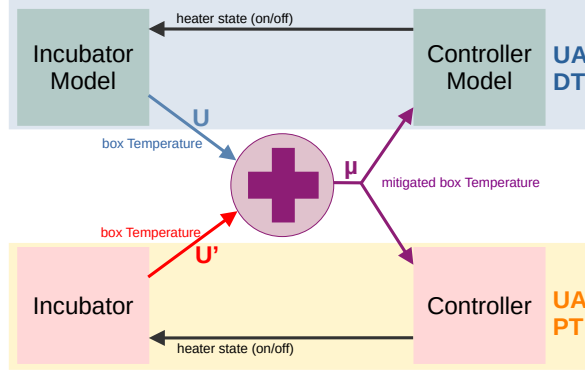 heater state (on/off)
Incubator
Model
Controller
Model
UA
DT
U
box Temperature
μ
mitigated box Temperature
box Temperature
U’
Incubator
Controller
UA
PT
heater state (on/off)